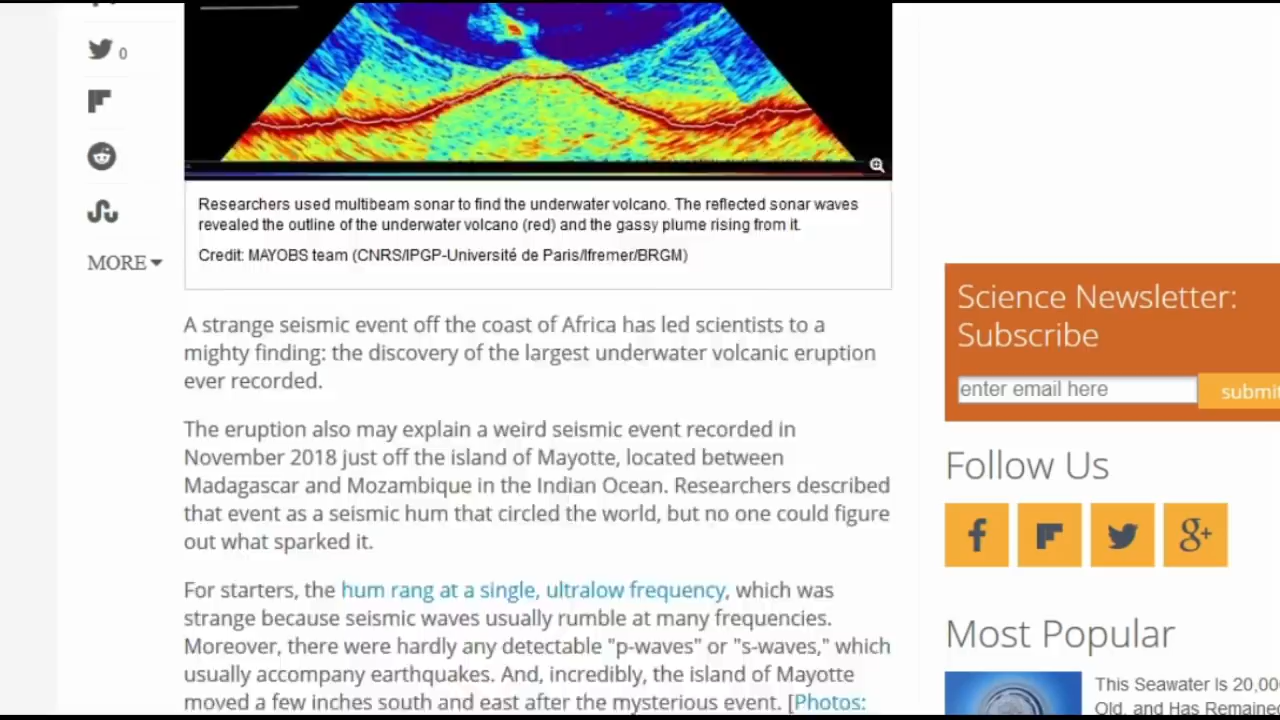 0
MORE
Researchers used multibeam sonar to find the underwater volcano. The reflected sonar waves
revealed the outline of the underwater volcano (red) and the gassy plume rising from it.
Credit: MAYOBS team (CNRS/IPGP-Université de Paris/Ifremer/BRGM)
A strange seismic event off the coast of Africa has led scientists to a
mighty finding: the discovery of the largest underwater volcanic eruption
ever recorded.
The eruption also may explain a weird seismic event recorded in
November 2018 just off the island of Mayotte, located between
Madagascar and Mozambique in the Indian Ocean. Researchers described
that event as a seismic hum that circled the world, but no one could figure
out what sparked it.
For starters, the hum rang at a single, ultralow frequency, which was
strange because seismic waves usually rumble at many frequencies.
Moreover, there were hardly any detectable "p-waves" or "s-waves," which
usually accompany earthquakes. And, incredibly, the island of Mayotte
moved a few inches south and east after the mysterious event. [Photos:
Science Newsletter:
Subscribe
enter email here
submit
Follow Us
f
g+
Most Popular
This Seawater Is 20,00
Old, and Has Remained